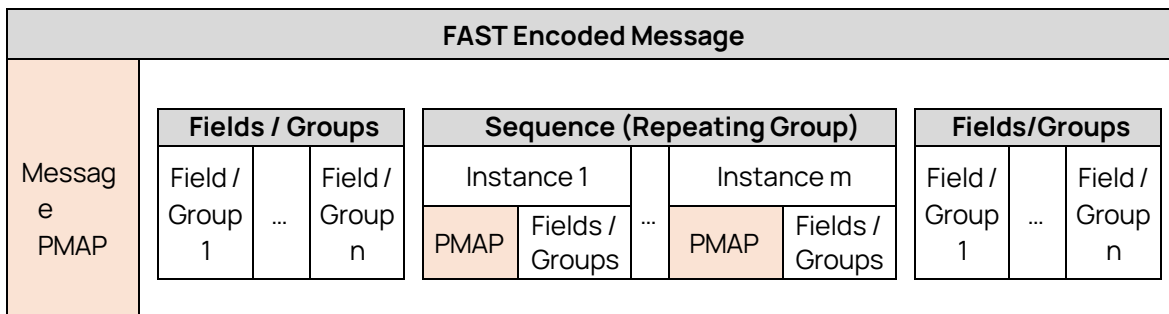 FAST Encoded Message
Messag
e
PMAP
Fields / Groups
Field /
Group
1
...
Field /
Group
n
Sequence (Repeating Group)
Instance 1
PMAP
Fields /
Groups
...
Instance m
PMAP
Fields /
Groups
Fields/Groups
Field /
Group
1
...
Field /
Group
n